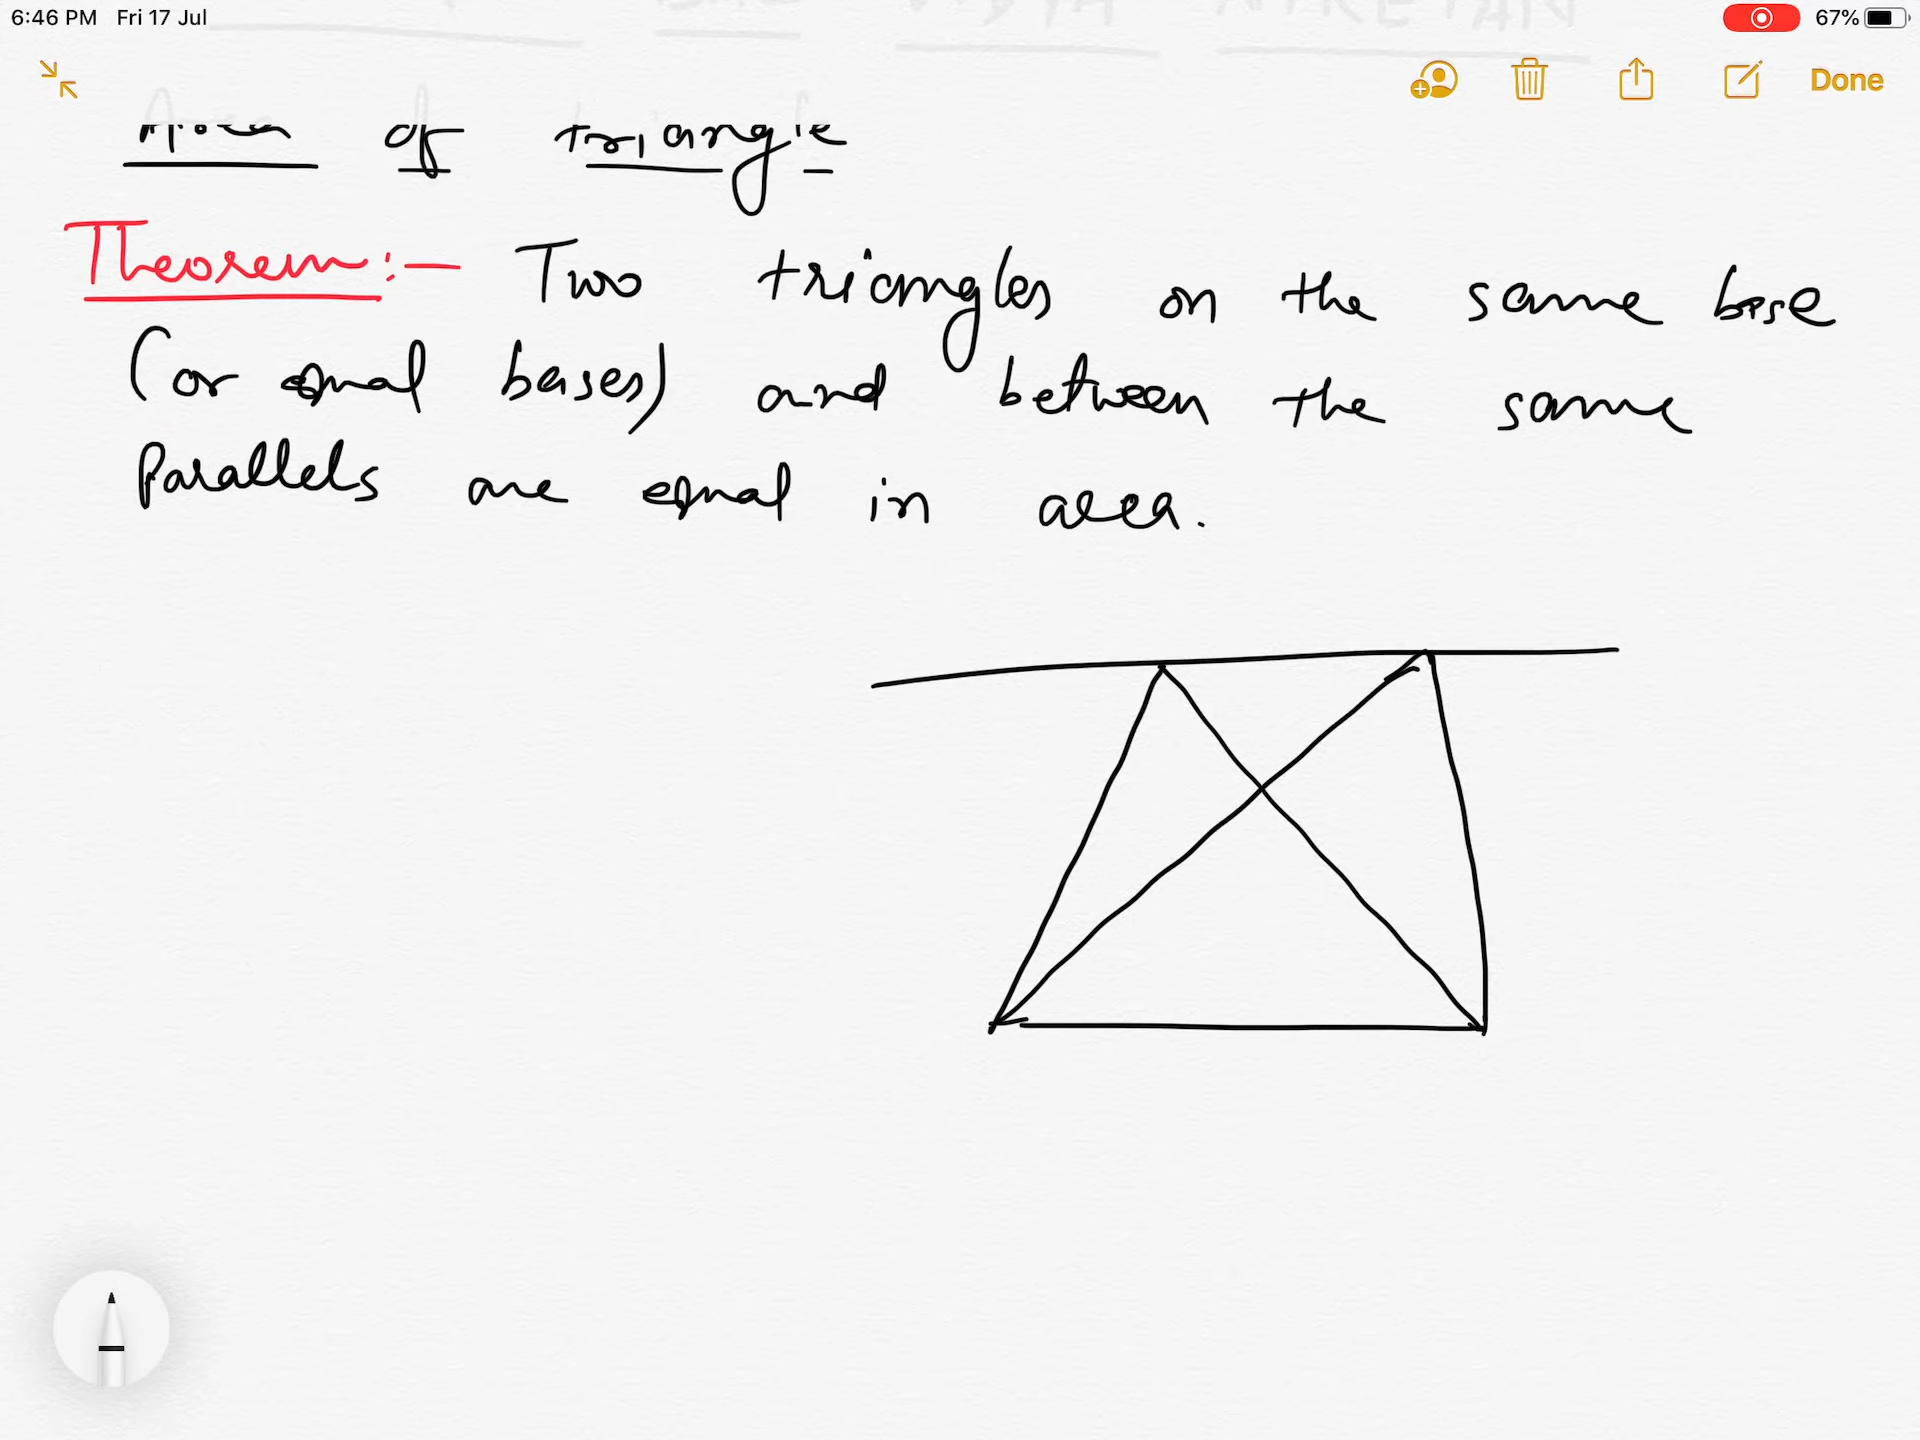 6:46 PM Fri 17 Jul 67%
Done
Area of triangle
Theorem:- Two triangles on the same base
(or equal bases) and between the same
Parallels are equal in area.